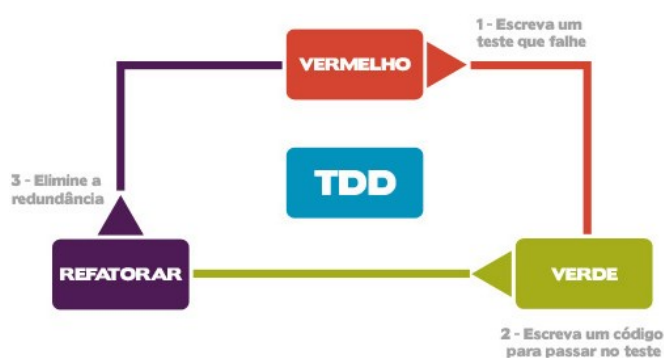 1 - Escreva um
teste que falhe
VERMELHO
TDD
3 - Elimine a
redundância
REFATORAR
VERDE
2 - Escreva um código
para passar no teste